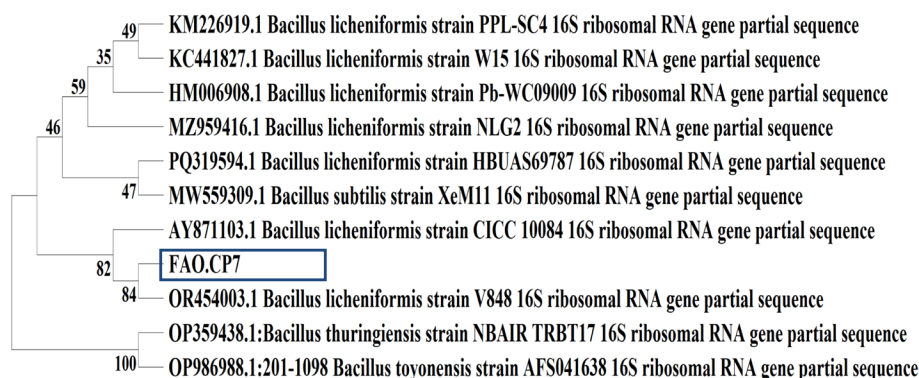 49
KM226919.1 Bacillus licheniformis strain PPL-SC4 16S ribosomal RNA gene partial sequence
35
KC441827.1 Bacillus licheniformis strain W15 16S ribosomal RNA gene partial sequence
59
HM006908.1 Bacillus licheniformis strain Pb-WC09009 16S ribosomal RNA gene partial sequence
46
MZ959416.1 Bacillus licheniformis strain NLG2 16S ribosomal RNA gene partial sequence
PQ319594.1 Bacillus licheniformis strain HBUAS69787 16S ribosomal RNA gene partial sequence
47
MW559309.1 Bacillus subtilis strain XeM11 16S ribosomal RNA gene partial sequence
AY871103.1 Bacillus licheniformis strain CICC 10084 16S ribosomal RNA gene partial sequence
82
FAO.CP7
84
OR454003.1 Bacillus licheniformis strain V848 16S ribosomal RNA gene partial sequence
OP359438.1:Bacillus thuringiensis strain NBAIR TRBT17 16S ribosomal RNA gene partial sequence
100
OP986988.1:201-1098 Bacillus toyonensis strain AFS041638 16S ribosomal RNA gene partial sequence